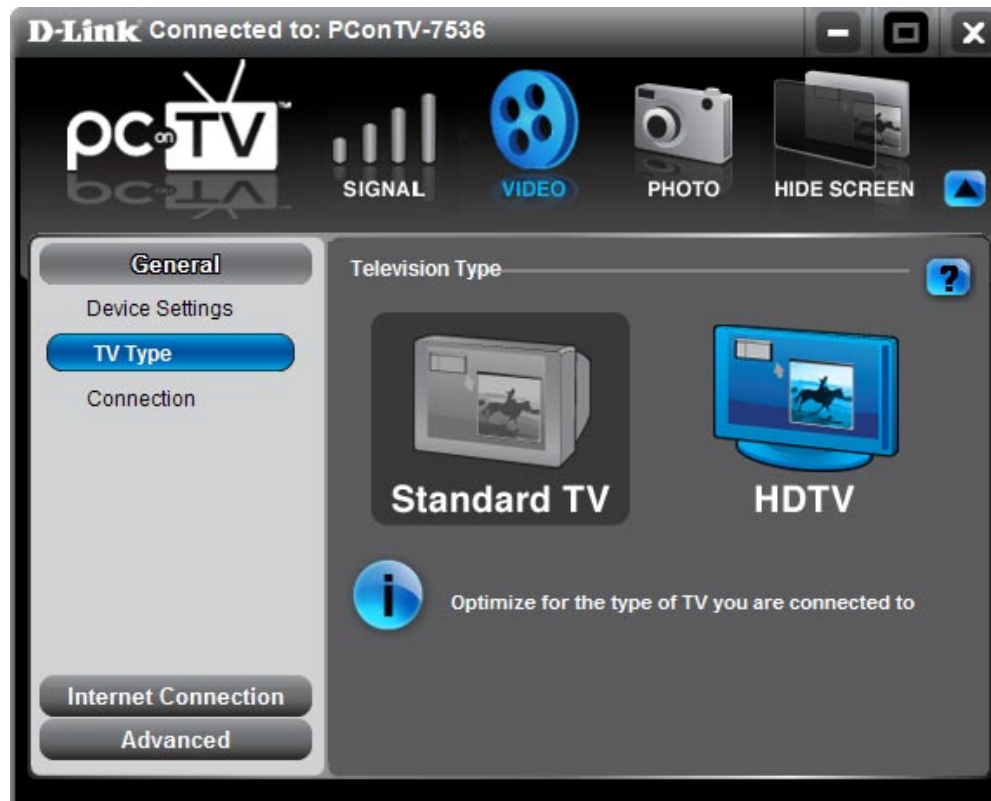 D-Link Connected to: PConTV-7536
pc on TV ™
SIGNAL
VIDEO
PHOTO
HIDE SCREEN
General
Device Settings
TV Type
Connection
Internet Connection
Advanced
Television Type
?
Standard TV
HDTV
i
Optimize for the type of TV you are connected to